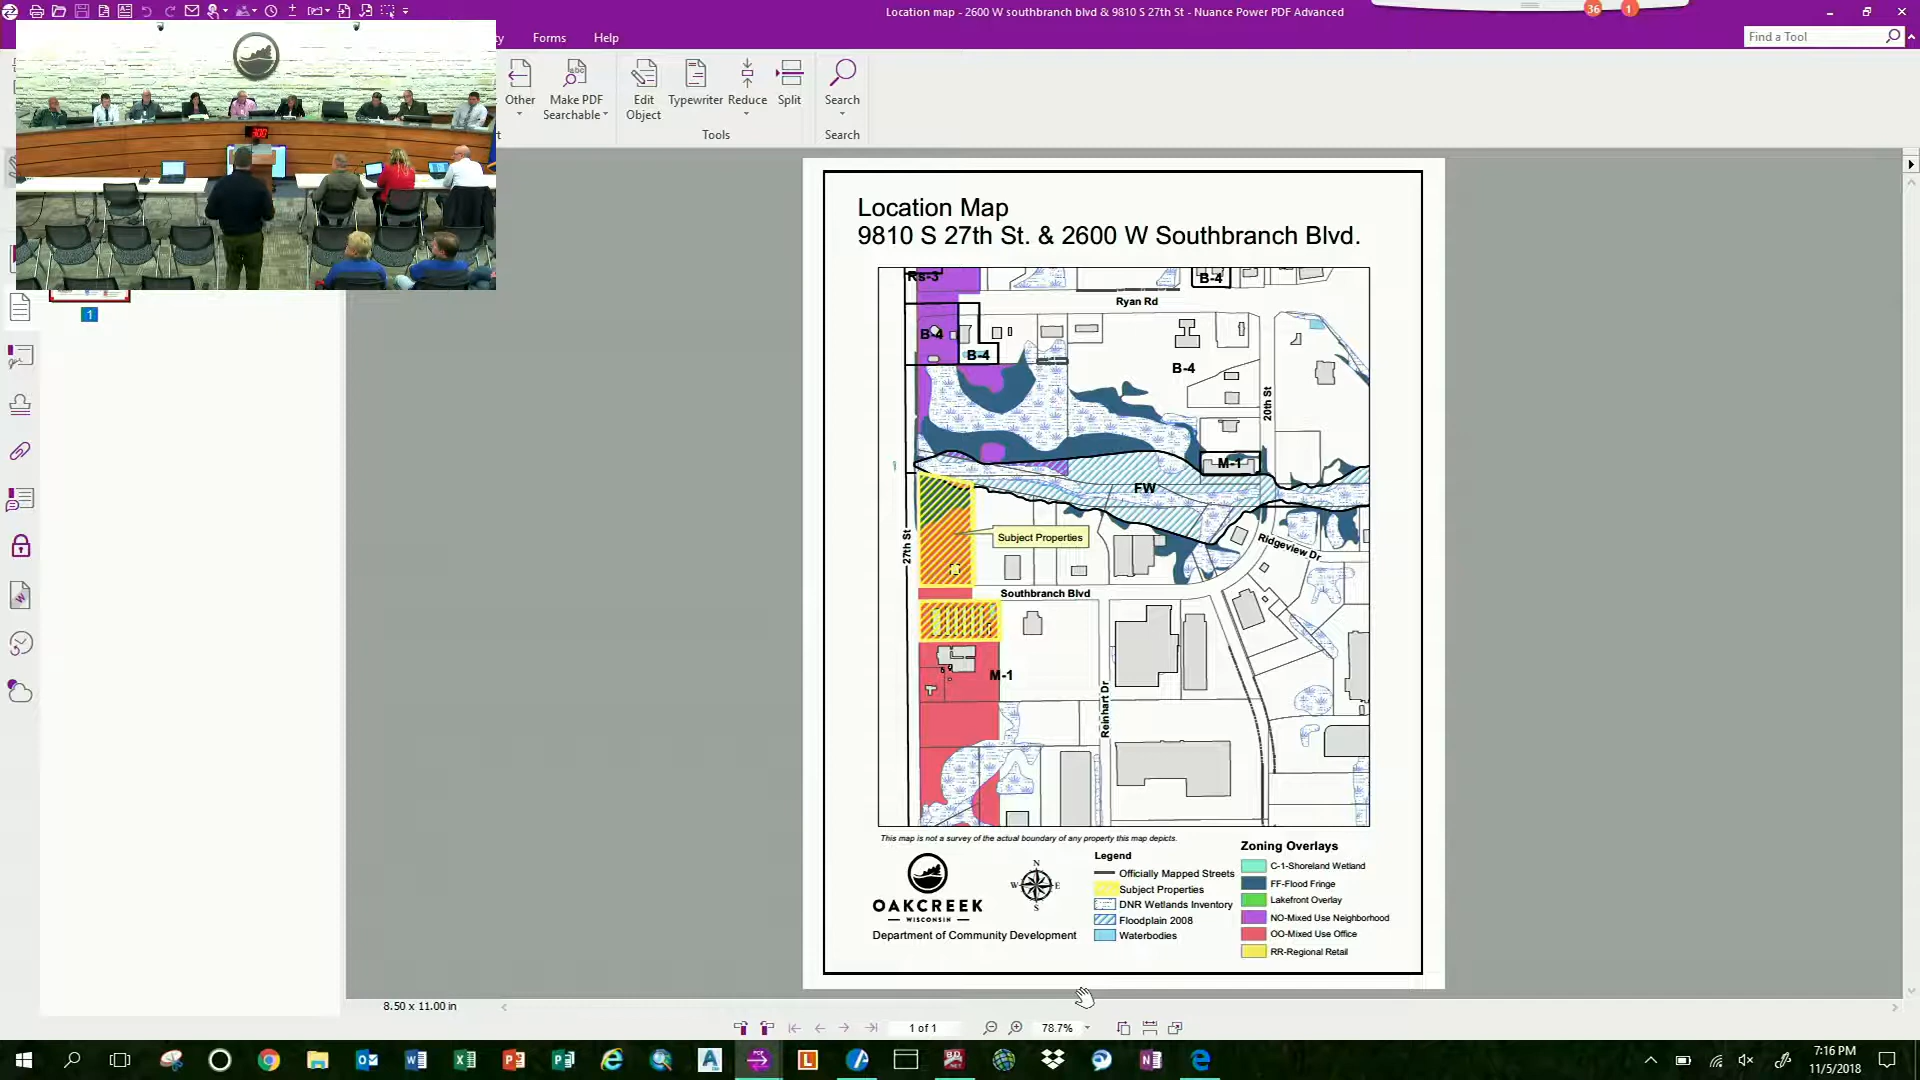 Location map - 2600 W southbranch blvd & 9810 S 27th St - Nuance Power PDF Advanced
36
1
Forms
Help
Find a Tool
Other
Make PDF
Searchable
Edit
Object
Typewriter
Reduce
Split
Search
Tools
Search
300
1
Location Map
9810 S 27th St. & 2600 W Southbranch Blvd.
Rs-3
B-4
Ryan Rd
B-4
B-4
B-4
20th St
M-1
FW
27th St
Subject Properties
Ridgeview Dr
Southbranch Blvd
M-1
Reinhart Dr
This map is not a survey of the actual boundary of any property this map depicts.
OAKCREEK
WISCONSIN
Department of Community Development
N
W
E
S
Legend
Officially Mapped Streets
Subject Properties
DNR Wetlands Inventory
Floodplain 2008
Waterbodies
Zoning Overlays
C-1-Shoreland Wetland
FF-Flood Fringe
Lakefront Overlay
NO-Mixed Use Neighborhood
OO-Mixed Use Office
RR-Regional Retail
8.50 x 11.00 in
1 of 1
78.7%
7:16 PM
11/5/2018